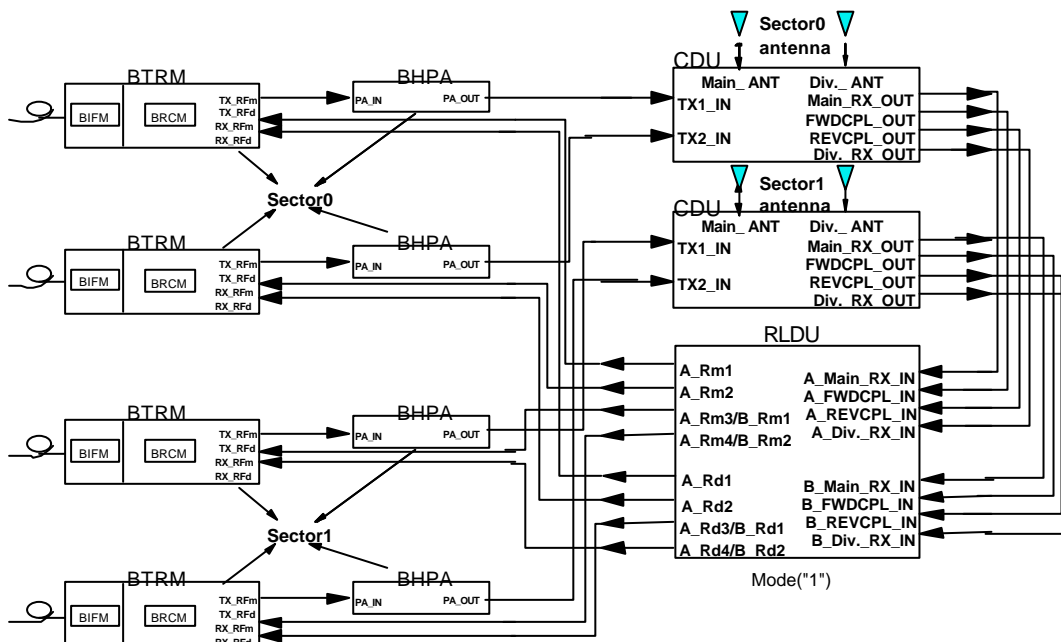 Sector0
antenna
BTRM
BIFM
BRCM
TX_RFm
TX_RFd
RX_RFm
RX_RFd
BHPA
PA_IN
PA_OUT
CDU
Main_ ANT
Div._ ANT
TX1_IN
TX2_IN
Main_RX_OUT
FWDCPL_OUT
REVCPL_OUT
Div._RX_OUT
Sector0
BTRM
BIFM
BRCM
TX_RFm
TX_RFd
RX_RFm
RX_RFd
BHPA
PA_IN
PA_OUT
Sector1
antenna
CDU
Main_ ANT
Div._ ANT
TX1_IN
TX2_IN
Main_RX_OUT
FWDCPL_OUT
REVCPL_OUT
Div._RX_OUT
RLDU
A_Rm1
A_Rm2
A_Rm3/B_Rm1
A_Rm4/B_Rm2
A_Rd1
A_Rd2
A_Rd3/B_Rd1
A_Rd4/B_Rd2
A_Main_RX_IN
A_FWDCPL_IN
A_REVCPL_IN
A_Div._RX_IN
B_Main_RX_IN
B_FWDCPL_IN
B_REVCPL_IN
B_Div._RX_IN
Mode("1")
BTRM
BIFM
BRCM
TX_RFm
TX_RFd
RX_RFm
RX_RFd
BHPA
PA_IN
PA_OUT
Sector1
BTRM
BIFM
BRCM
TX_RFm
TX_RFd
RX_RFm
RX_RFd
BHPA
PA_IN
PA_OUT